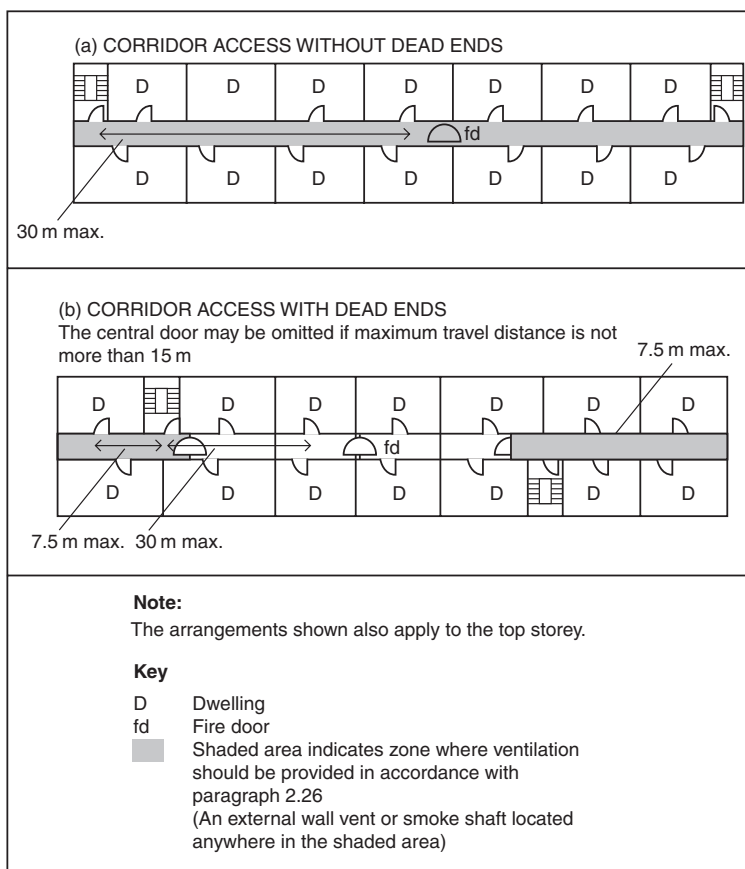 (a) CORRIDOR ACCESS WITHOUT DEAD ENDS
D D D D D D D
fd
D D D D D D D
30 m max.
(b) CORRIDOR ACCESS WITH DEAD ENDS
The central door may be omitted if maximum travel distance is not
more than 15 m
7.5 m max.
D D D D D D D
fd
D D D D D D D
7.5 m max. 30 m max.
Note:
The arrangements shown also apply to the top storey.
Key
D Dwelling
fd Fire door
Shaded area indicates zone where ventilation
should be provided in accordance with
paragraph 2.26
(An external wall vent or smoke shaft located
anywhere in the shaded area)